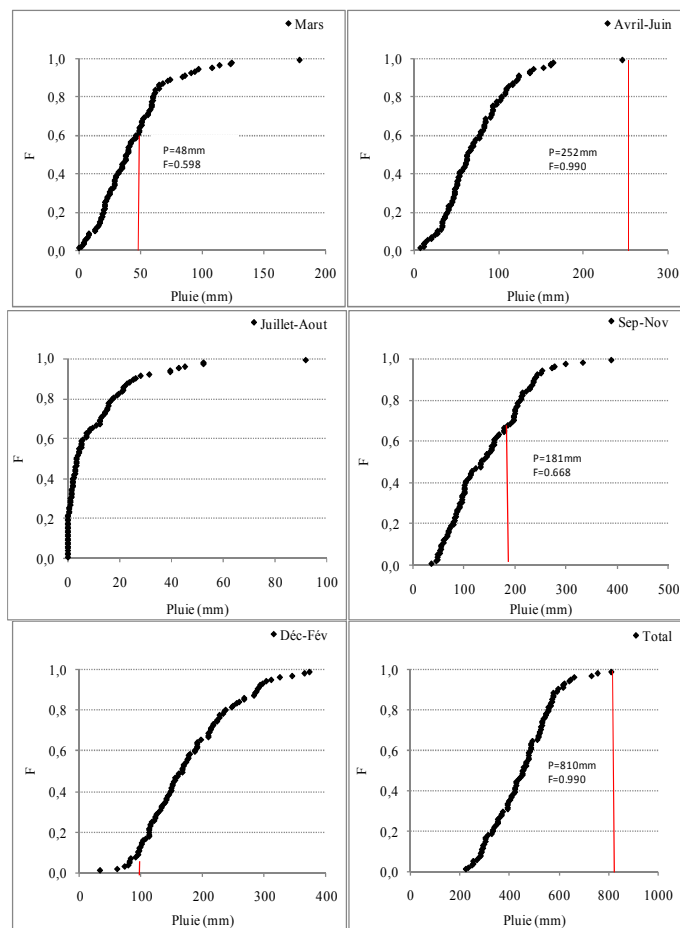 Mars
1,0
0,8
0,6
0,4
0,2
0,0
F
P=48mm
F=0.598
0
50
100
150
200
Pluie (mm)
Avril-Juin
1,0
0,8
0,6
0,4
0,2
0,0
F
P=252mm
F=0.990
0
100
200
300
Pluie (mm)
Juillet-Aout
1,0
0,8
0,6
0,4
0,2
0,0
F
0
20
40
60
80
100
Pluie (mm)
Sep-Nov
1,0
0,8
0,6
0,4
0,2
0,0
F
P=181mm
F=0.668
0
100
200
300
400
500
Pluie (mm)
Déc-Fév
1,0
0,8
0,6
0,4
0,2
0,0
F
0
100
200
300
400
Pluie (mm)
Total
1,0
0,8
0,6
0,4
0,2
0,0
F
P=810mm
F=0.990
0
200
400
600
800
1000
Pluie (mm)